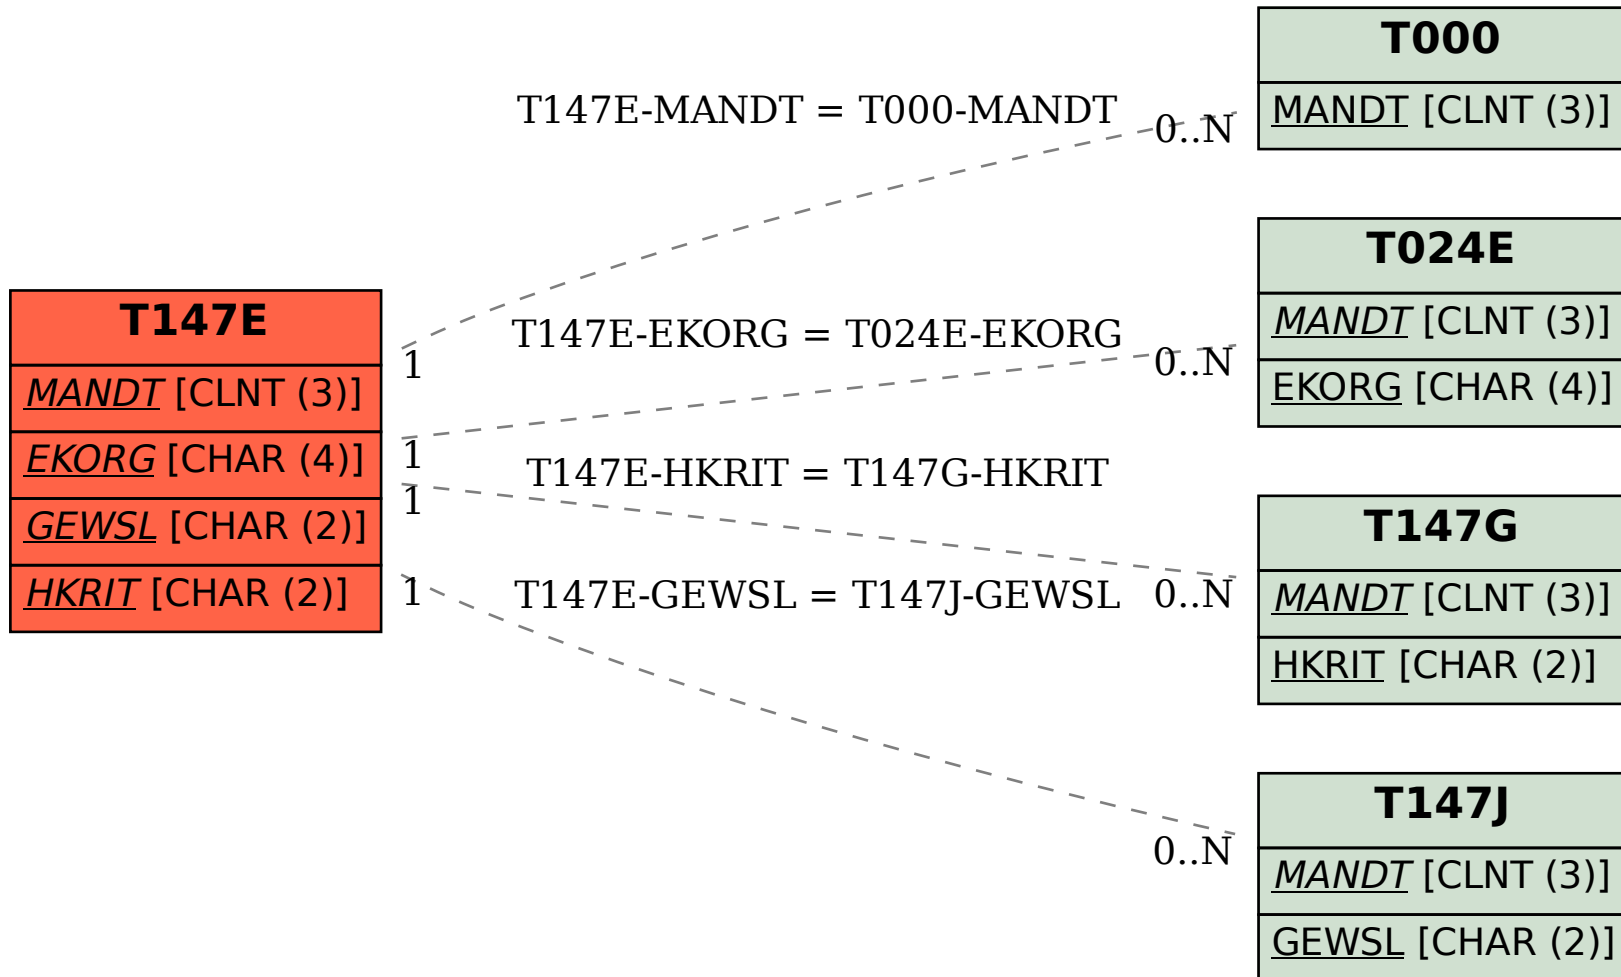 T147E
MANDT [CLNT (3)]
EKORG [CHAR (4)]
GEWSL [CHAR (2)]
HKRIT [CHAR (2)]
T147E-MANDT = T000-MANDT
1
0..N
T147E-EKORG = T024E-EKORG
1
0..N
T147E-HKRIT = T147G-HKRIT
1
0..N
T147E-GEWSL = T147J-GEWSL
1
0..N
T000
MANDT [CLNT (3)]
T024E
MANDT [CLNT (3)]
EKORG [CHAR (4)]
T147G
MANDT [CLNT (3)]
HKRIT [CHAR (2)]
T147J
MANDT [CLNT (3)]
GEWSL [CHAR (2)]